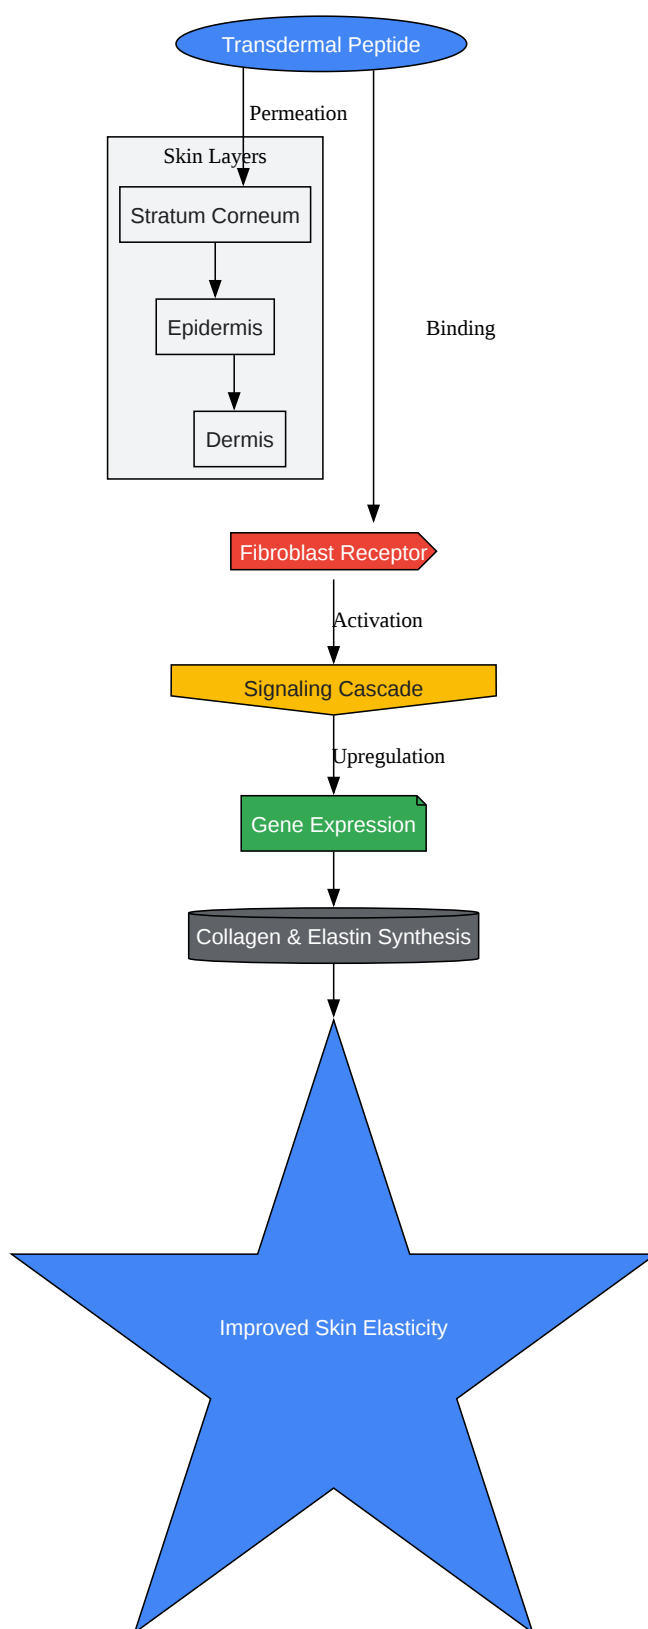 Transdermal Peptide
Permeation
Skin Layers
Stratum Corneum
Epidermis
Binding
Dermis
Fibroblast Receptor
Activation
Signaling Cascade
Upregulation
Gene Expression
Collagen & Elastin Synthesis
Improved Skin Elasticity